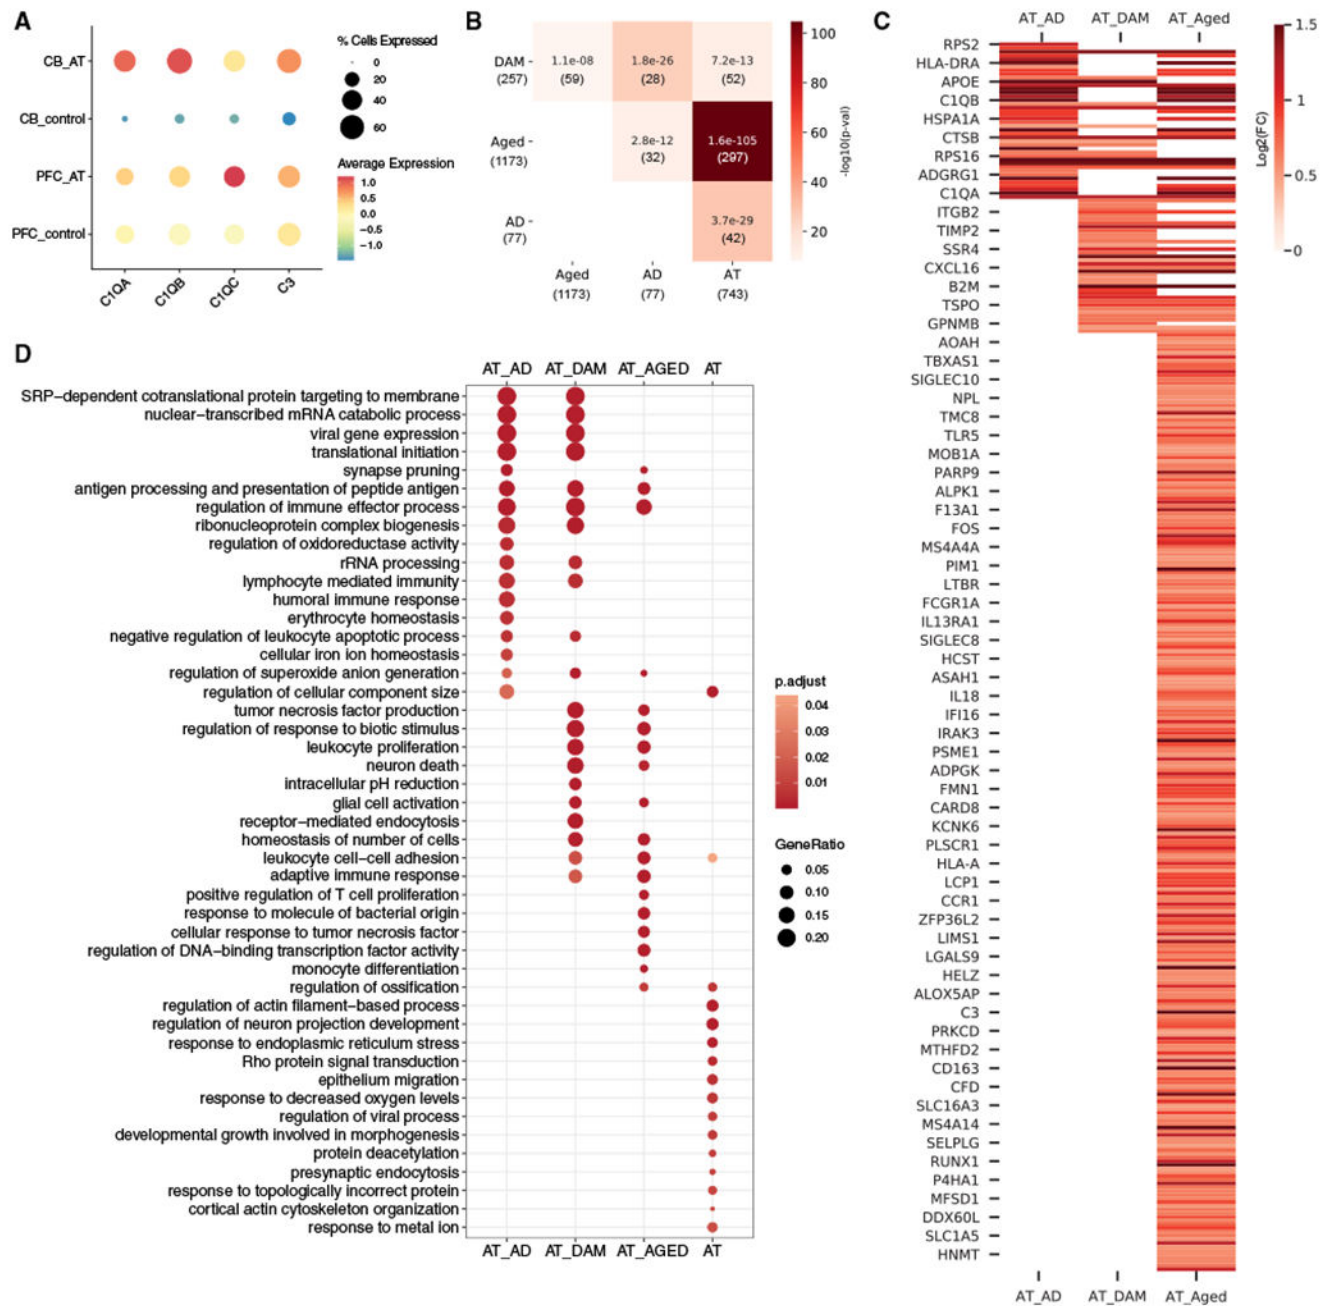 A
CB_AT
CB_control
PFC_AT
PFC_control
C1QA
C1QB
C1QC
C3
% Cells Expressed
0
20
40
60
Average Expression
1.0
0.5
0.0
−0.5
−1.0
B
DAM
(257)
1.1e-08
(59)
1.8e-26
(28)
7.2e-13
(52)
Aged
(1173)
2.8e-12
(32)
1.6e-105
(297)
AD
(77)
3.7e-29
(42)
Aged
(1173)
AD
(77)
AT
(743)
100
80
60
40
20
-log10(p-val)
C
AT_AD
AT_DAM
AT_Aged
RPS2
HLA-DRA
APOE
C1QB
HSPA1A
CTSB
RPS16
ADGRG1
C1QA
ITGB2
TIMP2
SSR4
CXCL16
B2M
TSPO
GPNMB
AOAH
TBXAS1
SIGLEC10
NPL
TMC8
TLR5
MOB1A
PARP9
ALPK1
F13A1
FOS
MS4A4A
PIM1
LTBR
FCGR1A
IL13RA1
SIGLEC8
HCST
ASAH1
IL18
IFI16
IRAK3
PSME1
ADPGK
FMN1
CARD8
KCNK6
PLSCR1
HLA-A
LCP1
CCR1
ZFP36L2
LIMS1
LGALS9
HELZ
ALOX5AP
C3
PRKCD
MTHFD2
CD163
CFD
SLC16A3
MS4A14
SELPLG
RUNX1
P4HA1
MFSD1
DDX60L
SLC1A5
HNMT
AT_AD
AT_DAM
AT_Aged
1.5
1
0.5
0
Log2(FC)
D
AT_AD
AT_DAM
AT_AGED
AT
SRP−dependent cotranslational protein targeting to membrane
nuclear−transcribed mRNA catabolic process
viral gene expression
translational initiation
synapse pruning
antigen processing and presentation of peptide antigen
regulation of immune effector process
ribonucleoprotein complex biogenesis
regulation of oxidoreductase activity
rRNA processing
lymphocyte mediated immunity
humoral immune response
erythrocyte homeostasis
negative regulation of leukocyte apoptotic process
cellular iron ion homeostasis
regulation of superoxide anion generation
regulation of cellular component size
tumor necrosis factor production
regulation of response to biotic stimulus
leukocyte proliferation
neuron death
intracellular pH reduction
glial cell activation
receptor−mediated endocytosis
homeostasis of number of cells
leukocyte cell−cell adhesion
adaptive immune response
positive regulation of T cell proliferation
response to molecule of bacterial origin
cellular response to tumor necrosis factor
regulation of DNA−binding transcription factor activity
monocyte differentiation
regulation of ossification
regulation of actin filament−based process
regulation of neuron projection development
response to endoplasmic reticulum stress
Rho protein signal transduction
epithelium migration
response to decreased oxygen levels
regulation of viral process
developmental growth involved in morphogenesis
protein deacetylation
presynaptic endocytosis
response to topologically incorrect protein
cortical actin cytoskeleton organization
response to metal ion
AT_AD
AT_DAM
AT_AGED
AT
p.adjust
0.04
0.03
0.02
0.01
GeneRatio
0.05
0.10
0.15
0.20